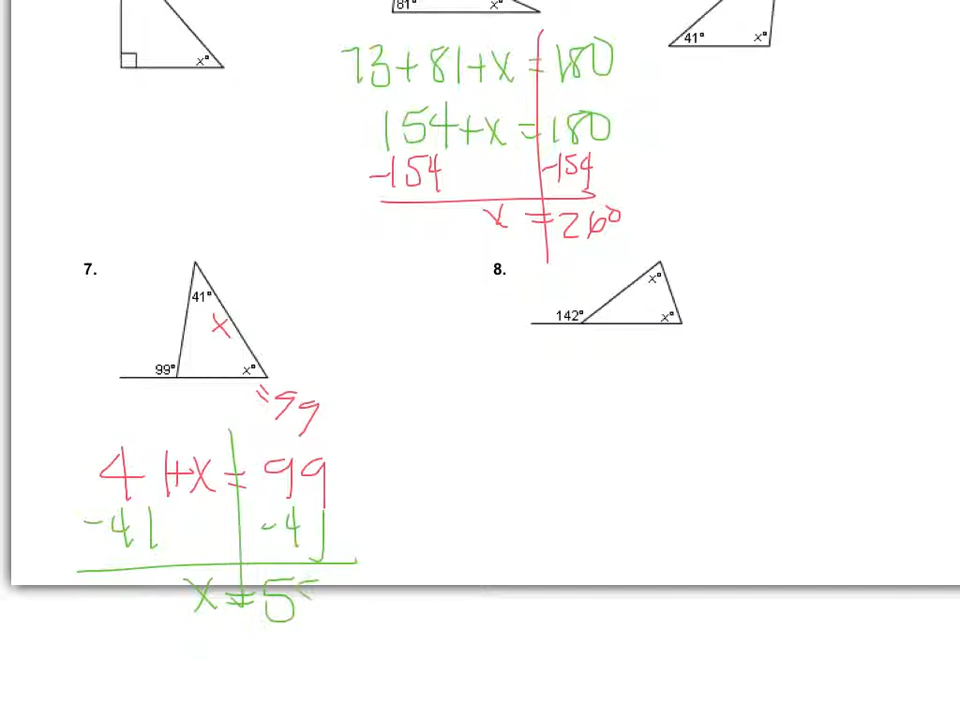 81° x°
x° 41° x°
73+81+x=180
154+x=180
-154 -154
x=26°
7. 8.
41° x°
x
142° x°
99° x°
=99
41+x=99
-41 -41
x=5